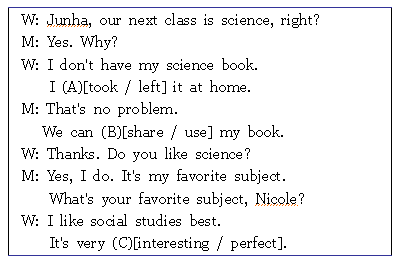 W: Junha, our next class is science, right?
M: Yes. Why?
W: I don't have my science book.
I (A)[took / left] it at home.
M: That's no problem.
We can (B)[share / use] my book.
W: Thanks. Do you like science?
M: Yes, I do. It's my favorite subject.
What's your favorite subject, Nicole?
W: I like social studies best.
It's very (C)[interesting / perfect].